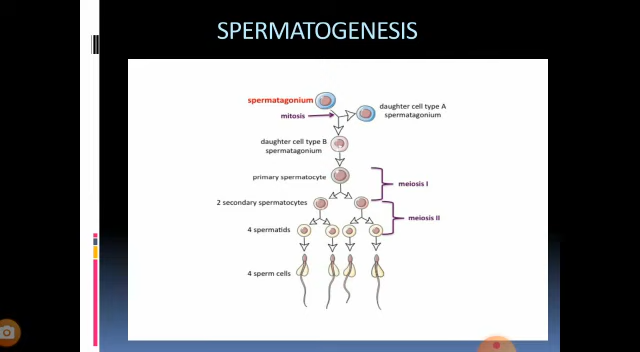 SPERMATOGENESIS
spermatagonium
daughter cell type A
spermatagonium
mitosis
daughter cell type B
spermatagonium
primary spermatocyte
meiosis I
2 secondary spermatocytes
meiosis II
4 spermatids
4 sperm cells